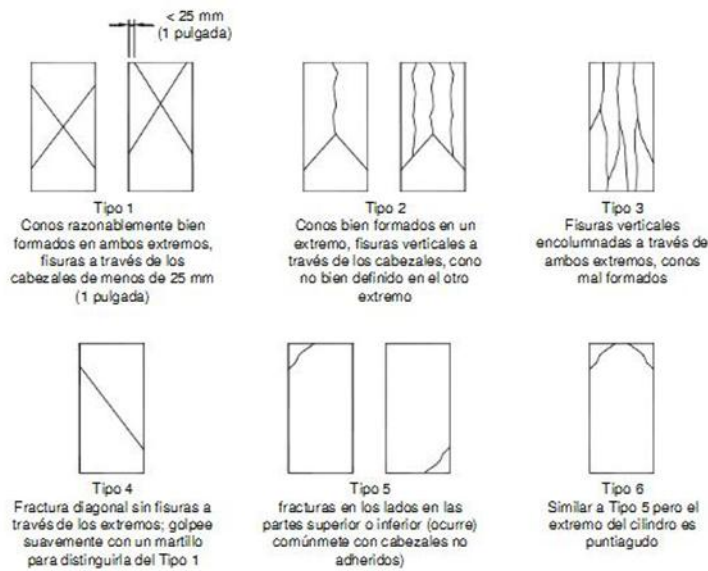 < 25 mm
(1 pulgada)
Tipo 1
Conos razonablemente bien
formados en ambos extremos,
fisuras a través de los
cabezales de menos de 25 mm
(1 pulgada)
Tipo 2
Conos bien formados en un
extremo, fisuras verticales a
través de los cabezales, cono
no bien definido en el otro
extremo
Tipo 3
Fisuras verticales
encolumnadas a través de
ambos extremos, conos
mal formados
Tipo 4
Fractura diagonal sin fisuras a
través de los extremos; golpee
suavemente con un martillo
para distinguirla del Tipo 1
Tipo 5
fracturas en los lados en las
partes superior o inferior (ocurre)
comúnmete con cabezales no
adheridos)
Tipo 6
Similar a Tipo 5 pero el
extremo del cilindro es
puntiagudo